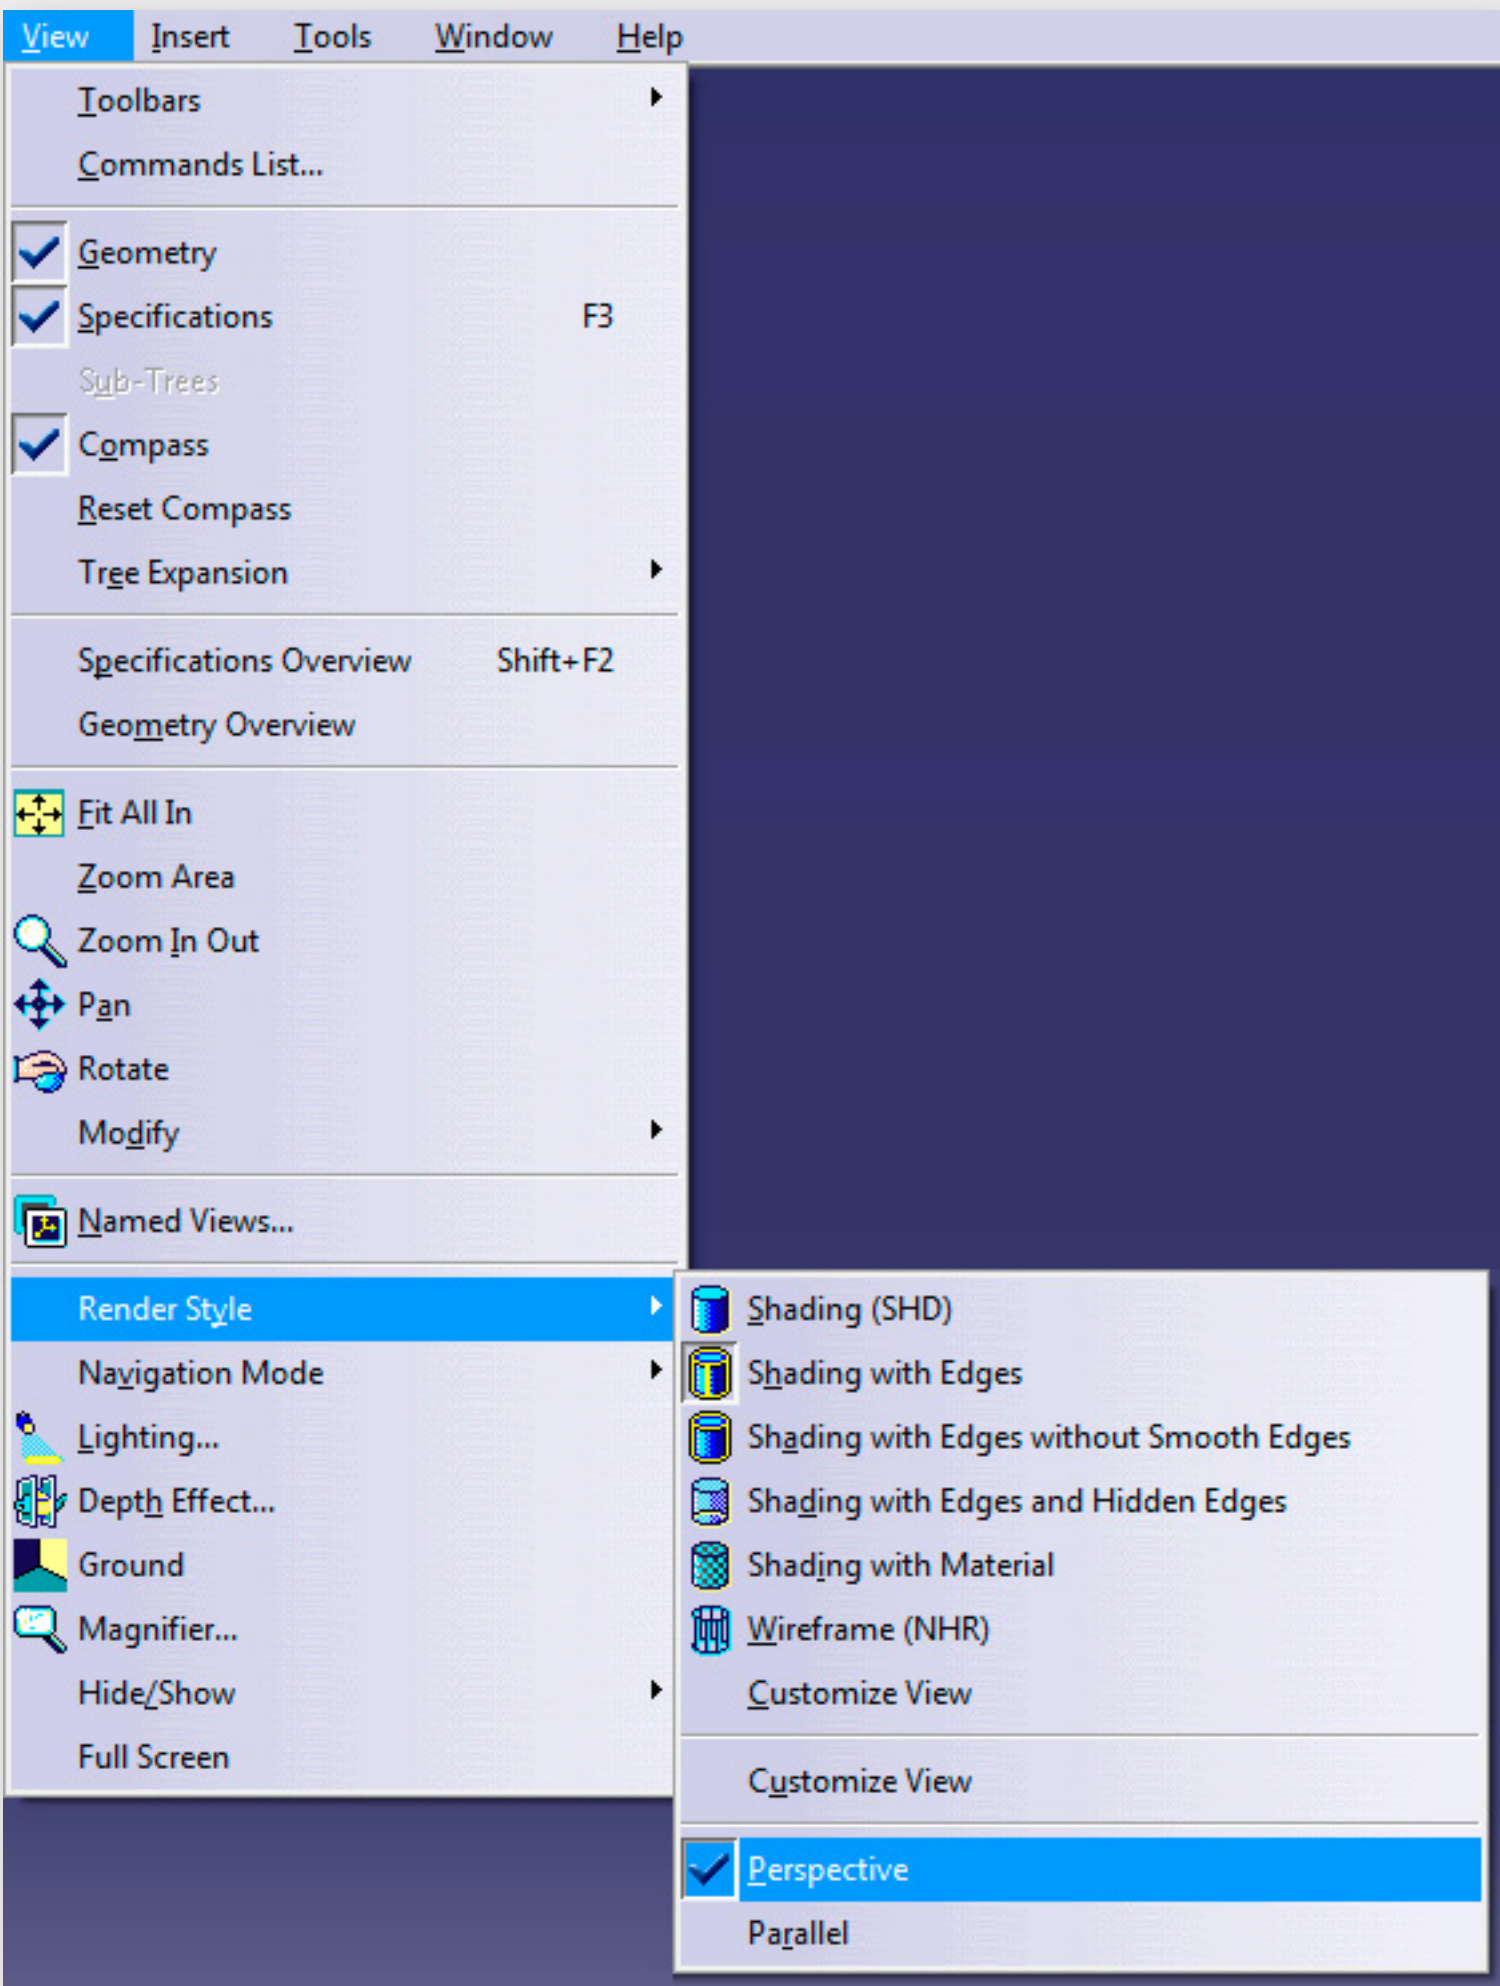 View Insert Tools Window Help
Toolbars
Commands List...
Geometry
Specifications F3
Sub-Trees
Compass
Reset Compass
Tree Expansion
Specifications Overview Shift+F2
Geometry Overview
Fit All In
Zoom Area
Zoom In Out
Pan
Rotate
Modify
Named Views...
Render Style
Navigation Mode
Lighting...
Depth Effect...
Ground
Magnifier...
Hide/Show
Full Screen
Shading (SHD)
Shading with Edges
Shading with Edges without Smooth Edges
Shading with Edges and Hidden Edges
Shading with Material
Wireframe (NHR)
Customize View
Customize View
Perspective
Parallel